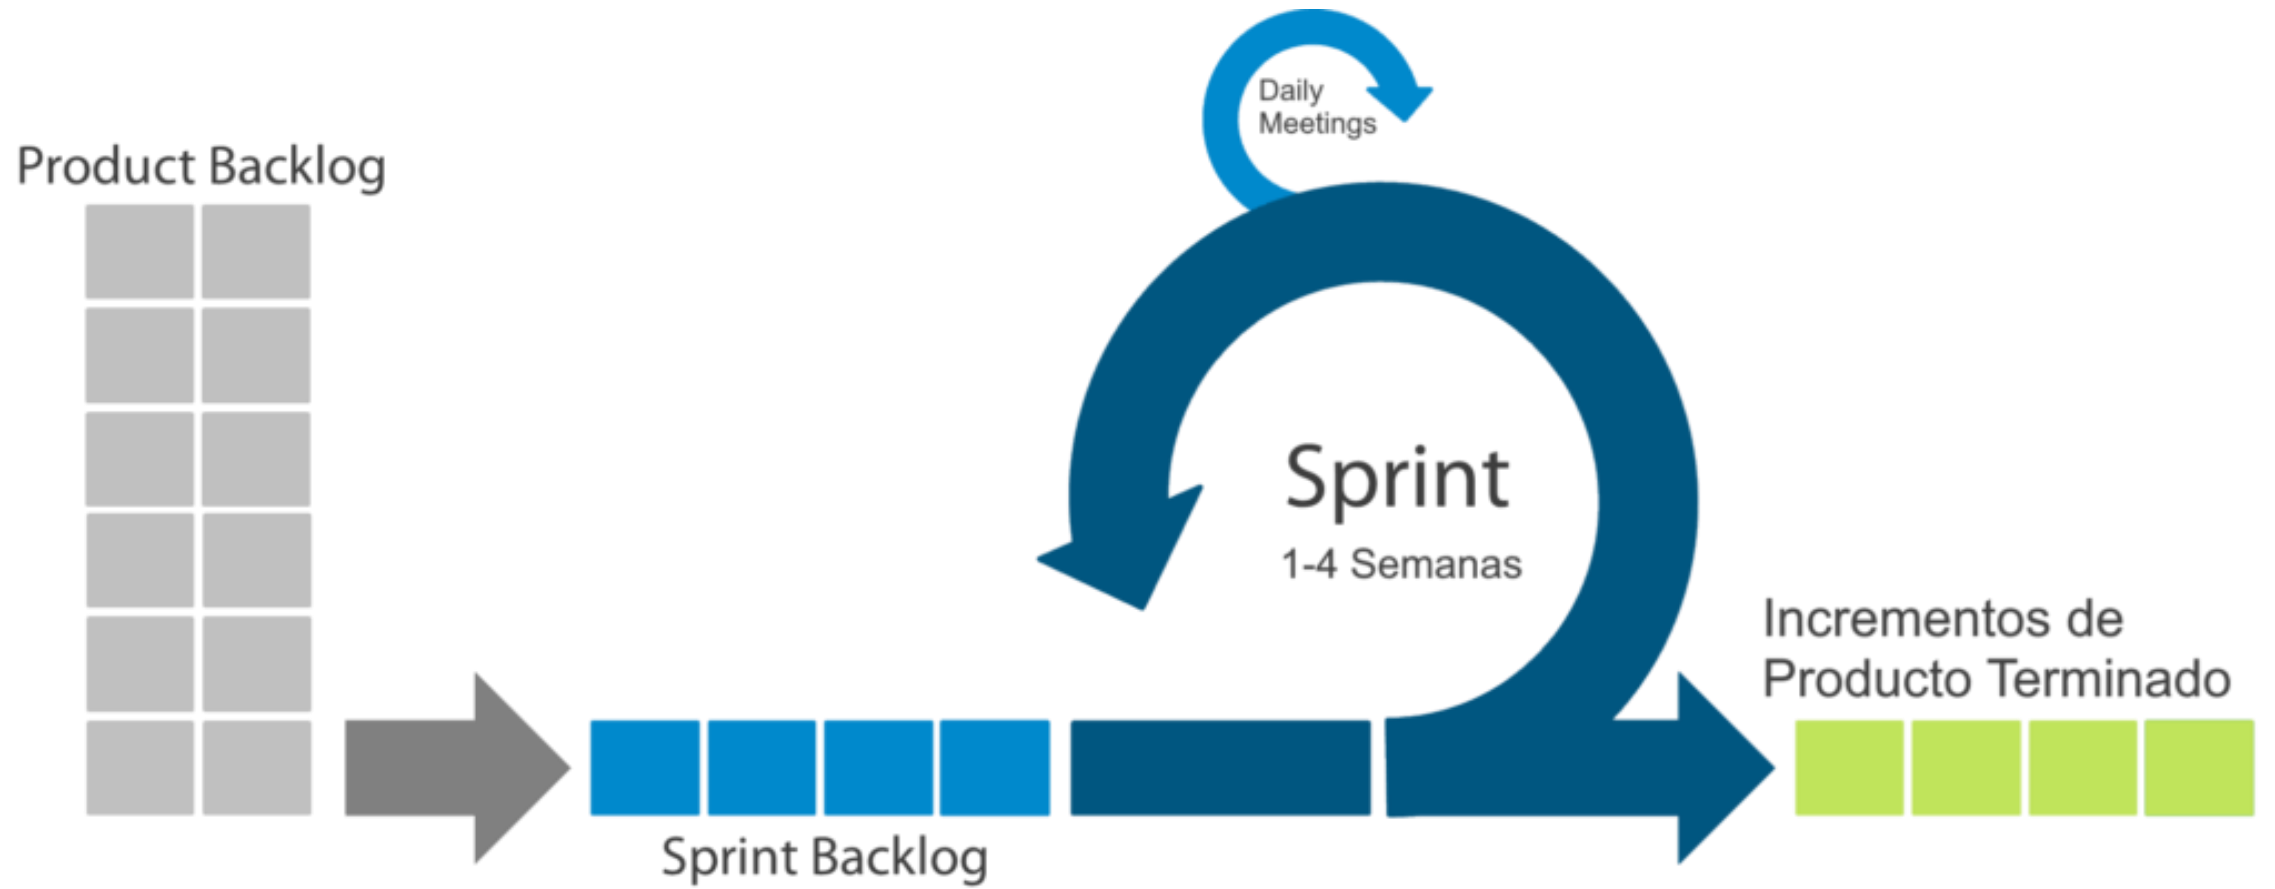 Product Backlog
Daily
Meetings
Sprint
1-4 Semanas
Incrementos de
Producto Terminado
Sprint Backlog